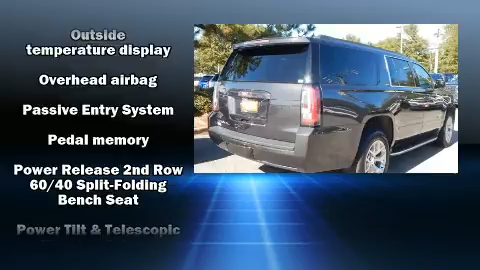 Outside
temperature display
Overhead airbag
Passive Entry System
Pedal memory
Power Release 2nd Row
60/40 Split-Folding
Bench Seat
Power Tilt & Telescopic